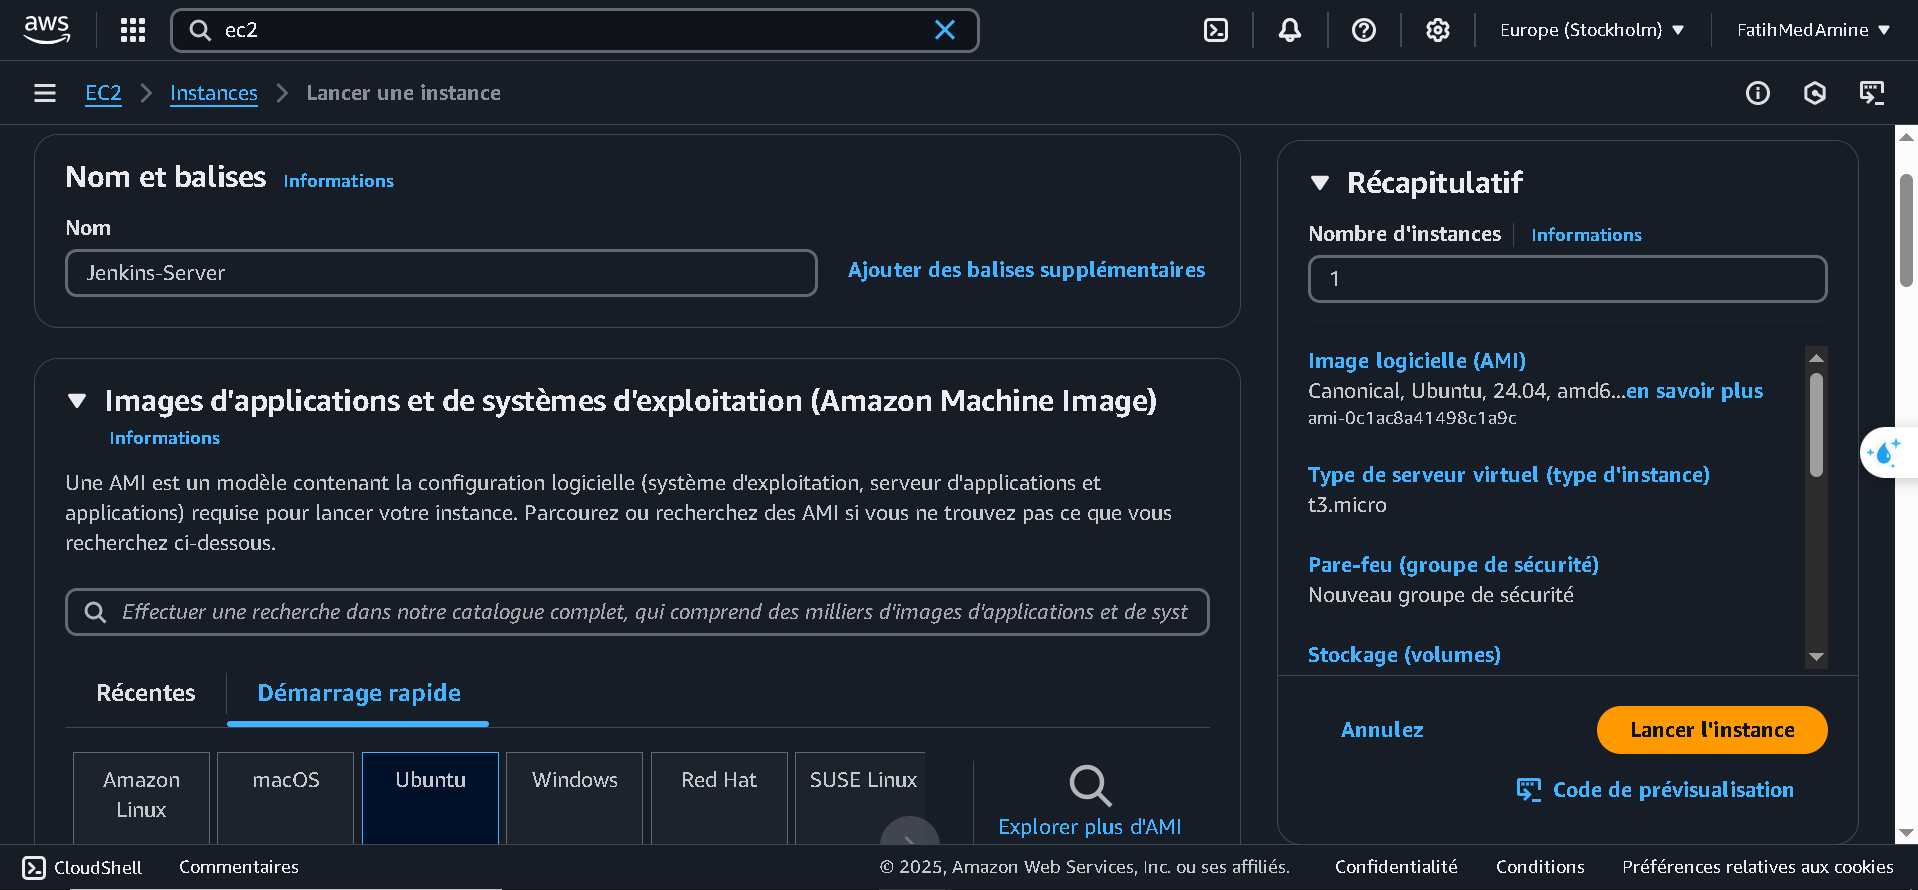 aws
ec2
Europe (Stockholm)
FatihMedAmine
EC2
Instances
Lancer une instance
Nom et balises
Informations
Nom
Jenkins-Server
Ajouter des balises supplémentaires
Images d'applications et de systèmes d'exploitation (Amazon Machine Image)
Informations
Une AMI est un modèle contenant la configuration logicielle (système d'exploitation, serveur d'applications et
applications) requise pour lancer votre instance. Parcourez ou recherchez des AMI si vous ne trouvez pas ce que vous
recherchez ci-dessous.
Effectuer une recherche dans notre catalogue complet, qui comprend des milliers d'images d'applications et de syst
Récentes
Démarrage rapide
Amazon
Linux
macOS
Ubuntu
Windows
Red Hat
SUSE Linux
Explorer plus d'AMI
Récapitulatif
Nombre d'instances
Informations
1
Image logicielle (AMI)
Canonical, Ubuntu, 24.04, amd6...en savoir plus
ami-0c1ac8a41498c1a9c
Type de serveur virtuel (type d'instance)
t3.micro
Pare-feu (groupe de sécurité)
Nouveau groupe de sécurité
Stockage (volumes)
Annulez
Lancer l'instance
Code de prévisualisation
CloudShell
Commentaires
© 2025, Amazon Web Services, Inc. ou ses affiliés.
Confidentialité
Conditions
Préférences relatives aux cookies